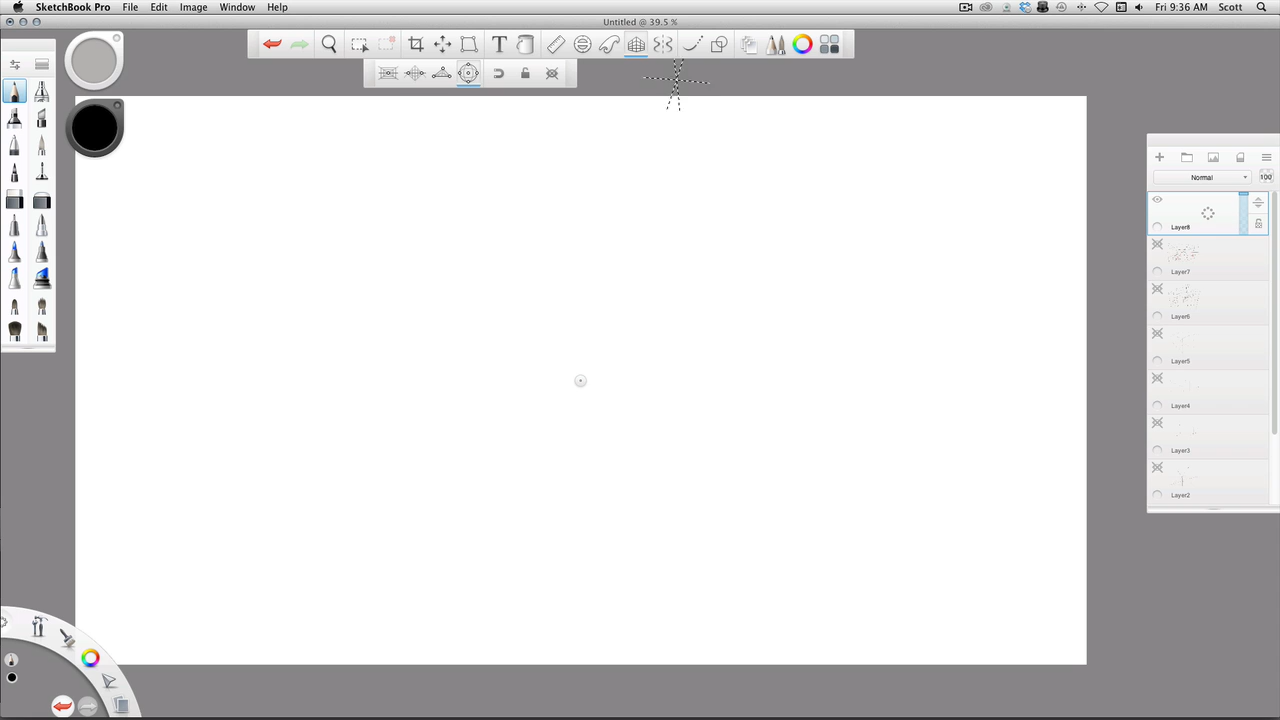 SketchBook Pro File Edit Image Window Help Fri 9:36 AM Scott
Untitled @ 39.5 %
Normal 100
Layer8
Layer7
Layer6
Layer5
Layer4
Layer3
Layer2